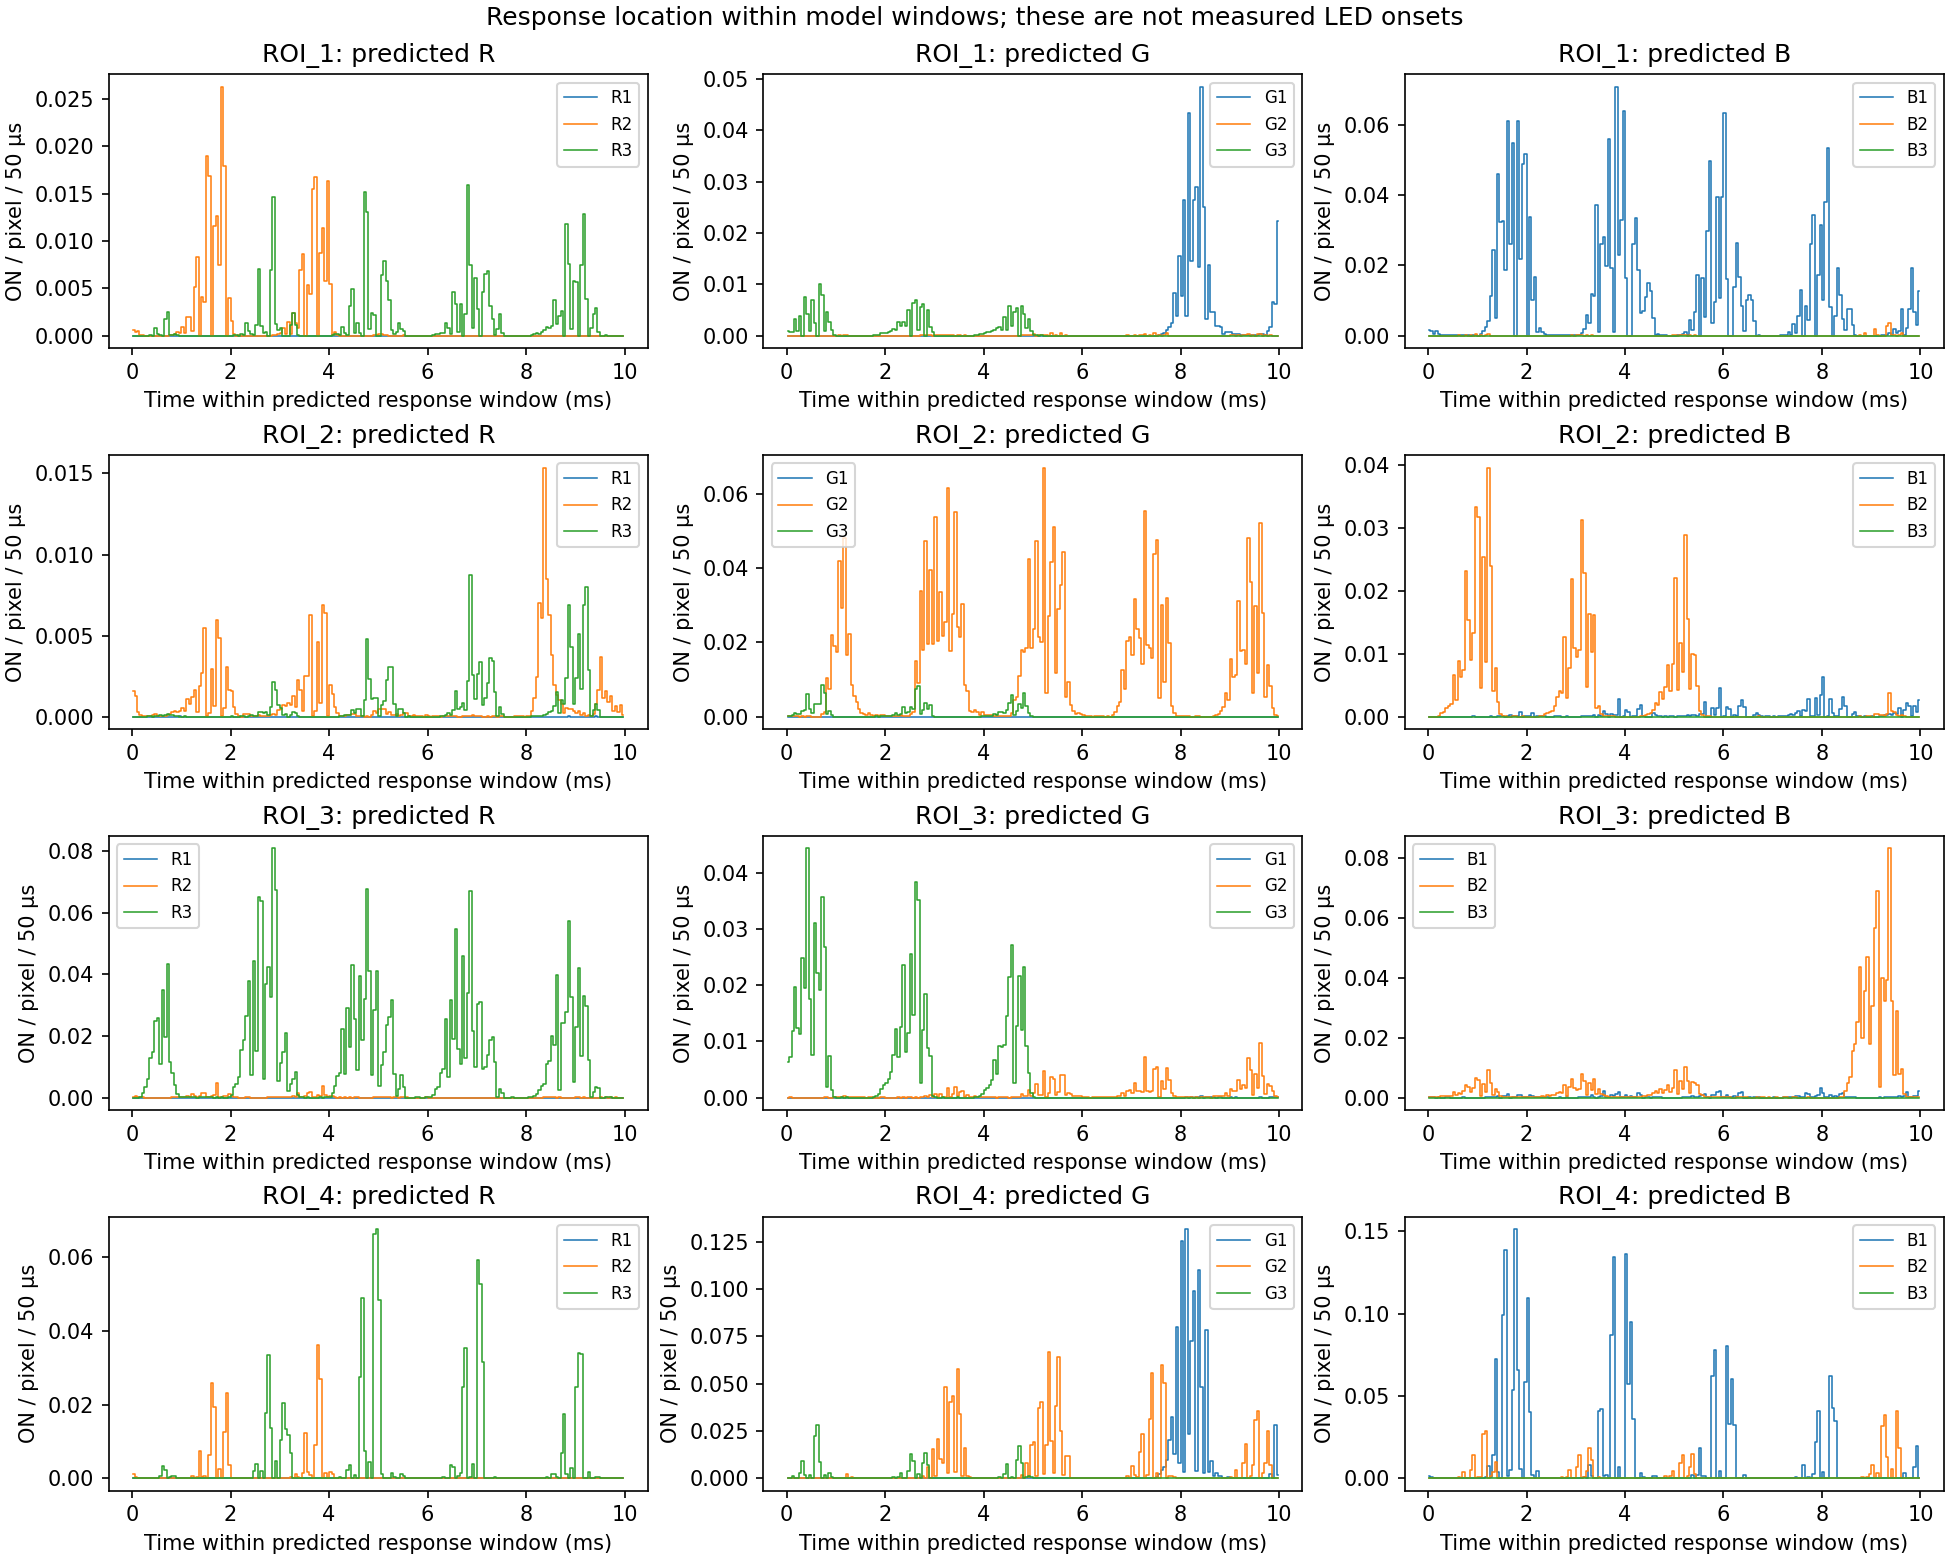 Response location within model windows; these are not measured LED onsets
ROI_1: predicted R
ON / pixel / 50 µs
0.025
0.020
0.015
0.010
0.005
0.000
R1
R2
R3
0 2 4 6 8 10
Time within predicted response window (ms)
ROI_1: predicted G
ON / pixel / 50 µs
0.05
0.04
0.03
0.02
0.01
0.00
G1
G2
G3
0 2 4 6 8 10
Time within predicted response window (ms)
ROI_1: predicted B
ON / pixel / 50 µs
0.06
0.04
0.02
0.00
B1
B2
B3
0 2 4 6 8 10
Time within predicted response window (ms)
ROI_2: predicted R
ON / pixel / 50 µs
0.015
0.010
0.005
0.000
R1
R2
R3
0 2 4 6 8 10
Time within predicted response window (ms)
ROI_2: predicted G
ON / pixel / 50 µs
0.06
0.04
0.02
0.00
G1
G2
G3
0 2 4 6 8 10
Time within predicted response window (ms)
ROI_2: predicted B
ON / pixel / 50 µs
0.04
0.03
0.02
0.01
0.00
B1
B2
B3
0 2 4 6 8 10
Time within predicted response window (ms)
ROI_3: predicted R
ON / pixel / 50 µs
0.08
0.06
0.04
0.02
0.00
R1
R2
R3
0 2 4 6 8 10
Time within predicted response window (ms)
ROI_3: predicted G
ON / pixel / 50 µs
0.04
0.03
0.02
0.01
0.00
G1
G2
G3
0 2 4 6 8 10
Time within predicted response window (ms)
ROI_3: predicted B
ON / pixel / 50 µs
0.08
0.06
0.04
0.02
0.00
B1
B2
B3
0 2 4 6 8 10
Time within predicted response window (ms)
ROI_4: predicted R
ON / pixel / 50 µs
0.06
0.04
0.02
0.00
R1
R2
R3
0 2 4 6 8 10
Time within predicted response window (ms)
ROI_4: predicted G
ON / pixel / 50 µs
0.125
0.100
0.075
0.050
0.025
0.000
G1
G2
G3
0 2 4 6 8 10
Time within predicted response window (ms)
ROI_4: predicted B
ON / pixel / 50 µs
0.15
0.10
0.05
0.00
B1
B2
B3
0 2 4 6 8 10
Time within predicted response window (ms)